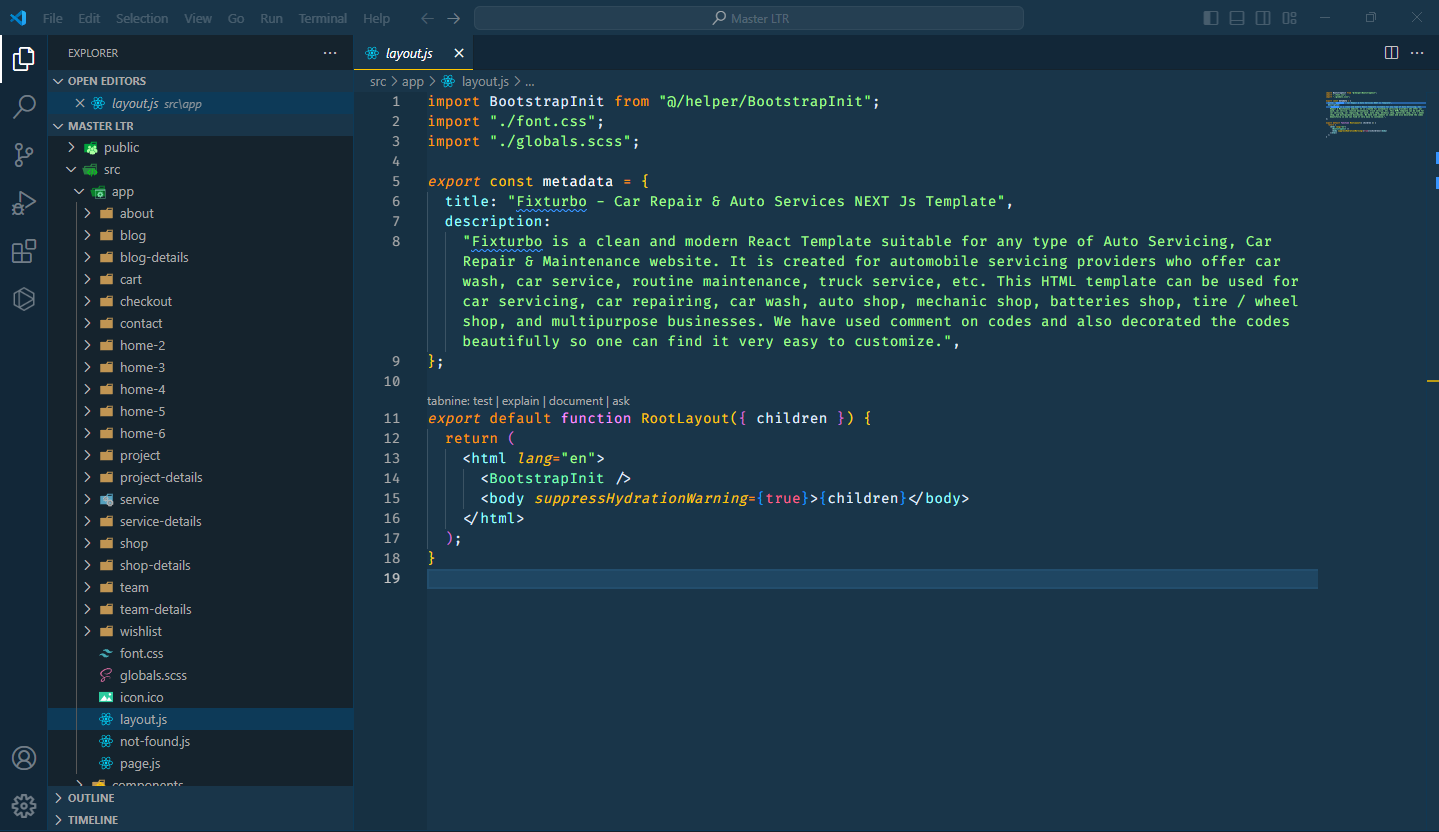 File Edit Selection View Go Run Terminal Help
Master LTR
EXPLORER
OPEN EDITORS
layout.js src\app
MASTER LTR
public
src
app
about
blog
blog-details
cart
checkout
contact
home-2
home-3
home-4
home-5
home-6
project
project-details
service
service-details
shop
shop-details
team
team-details
wishlist
font.css
globals.scss
icon.ico
layout.js
not-found.js
page.js
components
OUTLINE
TIMELINE
layout.js
src > app > layout.js > ...
1 import BootstrapInit from "@/helper/BootstrapInit";
2 import "./font.css";
3 import "./globals.scss";
4
5 export const metadata = {
6 title: "Fixturbo - Car Repair & Auto Services NEXT Js Template",
7 description:
8 "Fixturbo is a clean and modern React Template suitable for any type of Auto Servicing, Car
Repair & Maintenance website. It is created for automobile servicing providers who offer car
wash, car service, routine maintenance, truck service, etc. This HTML template can be used for
car servicing, car repairing, car wash, auto shop, mechanic shop, batteries shop, tire / wheel
shop, and multipurpose businesses. We have used comment on codes and also decorated the codes
beautifully so one can find it very easy to customize.",
9 };
10
tabnine: test | explain | document | ask
11 export default function RootLayout({ children }) {
12 return (
13 <html lang="en">
14 <BootstrapInit />
15 <body suppressHydrationWarning={true}>{children}</body>
16 </html>
17 );
18 }
19